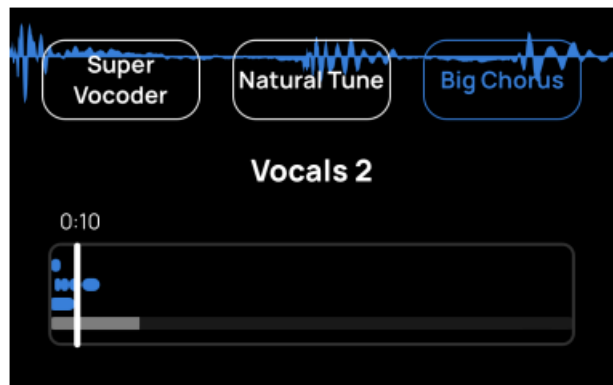 Super
Vocoder
Natural Tune
Big Chorus
Vocals 2
0:10